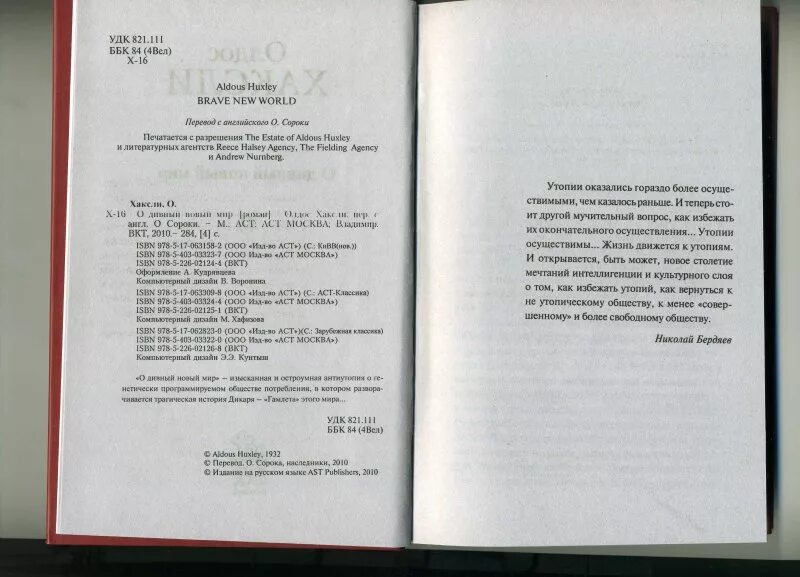 УДК 821.111
ББК 84 (4Вел)
Х-16
Aldous Huxley
BRAVE NEW WORLD
Перевод с английского О. Сороки
Печатается с разрешения The Estate of Aldous Huxley
и литературных агентств Reece Halsey Agency, The Fielding Agency
и Andrew Nurnberg.
Хаксли, О.
Х-16 О дивный новый мир [роман] Олдос Хаксли. пер. с
англ. О Сороки. – М.: АСТ: АСТ МОСКВА; Владимир.
ВКТ, 2010.– 284, [4] с.
ISBN 978-5-17-063158-2 (ООО «Изд-во АСТ») (С.: КвВК(нов.))
ISBN 978-5-403-03323-7 (ООО Изд-во «АСТ МОСКВА»)
ISBN 978-5-226-02124-4 (ВКТ)
Оформление А. Кудрявцева
Компьютерный дизайн В. Воронина
ISBN 978-5-17-063309-8 (ООО «Изд-во АСТ») (С.: АСТ-Классика)
ISBN 978-5-403-03324-4 (ООО Изд-во «АСТ МОСКВА»)
ISBN 978-5-226-02125-1 (ВКТ)
Компьютерный дизайн М. Хафизова
ISBN 978-5-17-062823-0 (ООО «Изд-во АСТ»)(С.: Зарубежная классика)
ISBN 978-5-403-03322-0 (ООО Изд-во «АСТ МОСКВА»)
ISBN 978-5-226-02126-8 (ВКТ)
Компьютерный дизайн Э.Э. Кунтыш
«О дивный новый мир» – изысканная и остроумная антиутопия о ге-
нетически программируемом обществе потребления, в котором развора-
чивается трагическая история Дикаря – «Гамлета» этого мира...
УДК 821.111
ББК 84 (4Вел)
© Aldous Huxley, 1932
© Перевод. О. Сорока, наследники, 2010
© Издание на русском языке AST Publishers, 2010
Утопии оказались гораздо более осуще-
ствимыми, чем казалось раньше. И теперь сто-
ит другой мучительный вопрос, как избежать
их окончательного осуществления... Утопии
осуществимы... Жизнь движется к утопиям.
И открывается, быть может, новое столетие
мечтаний интеллигенции и культурного слоя
о том, как избежать утопий, как вернуться к
не утопическому обществу, к менее «совер-
шенному» и более свободному обществу.
Николай Бердяев